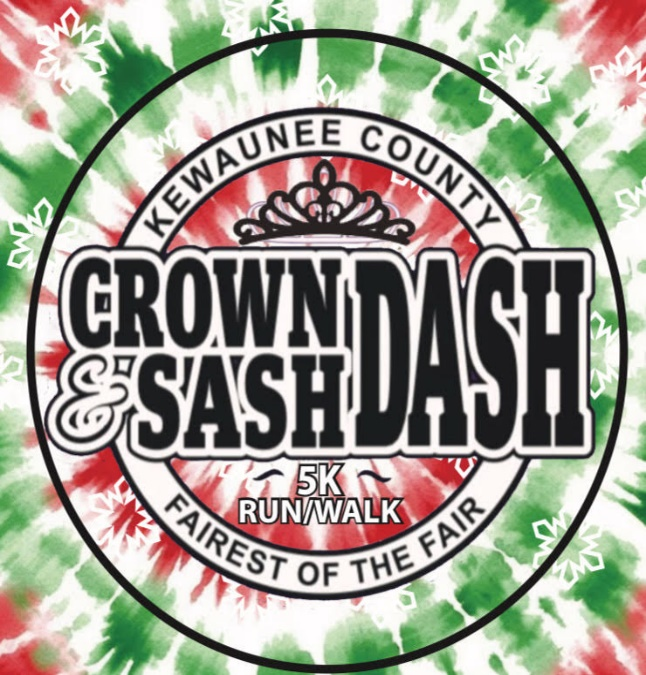 KEWAUNEE COUNTY
CROWN
& SASH
DASH
~ 5K ~
RUN/WALK
FAIREST OF THE FAIR